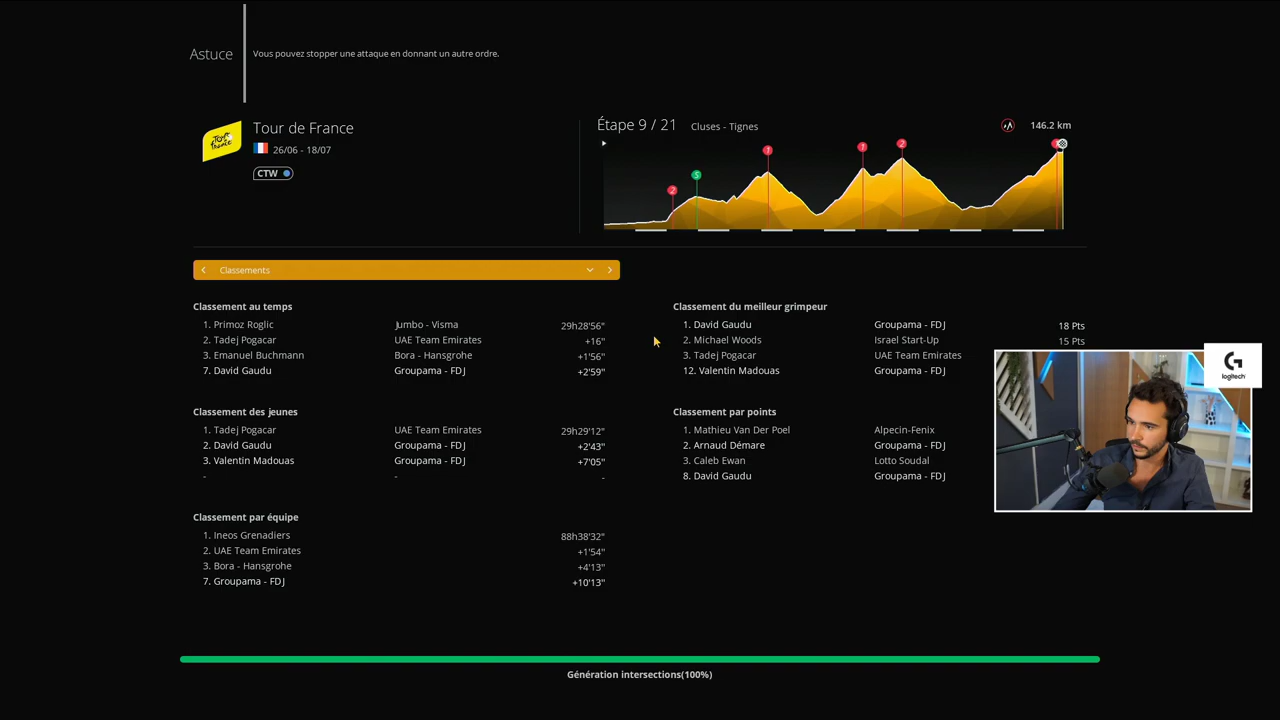 Astuce
Vous pouvez stopper une attaque en donnant un autre ordre.
Tour de France
26/06 - 18/07
CTW
Étape 9 / 21 Cluses - Tignes 146.2 km
2 S 1 1 2
Classements
Classement au temps
1. Primoz Roglic Jumbo - Visma 29h28'56''
2. Tadej Pogacar UAE Team Emirates +16''
3. Emanuel Buchmann Bora - Hansgrohe +1'56''
7. David Gaudu Groupama - FDJ +2'59''
Classement des jeunes
1. Tadej Pogacar UAE Team Emirates 29h29'12''
2. David Gaudu Groupama - FDJ +2'43''
3. Valentin Madouas Groupama - FDJ +7'05''
- - -
Classement par équipe
1. Ineos Grenadiers 88h38'32''
2. UAE Team Emirates +1'54''
3. Bora - Hansgrohe +4'13''
7. Groupama - FDJ +10'13''
Classement du meilleur grimpeur
1. David Gaudu Groupama - FDJ 18 Pts
2. Michael Woods Israel Start-Up 15 Pts
3. Tadej Pogacar UAE Team Emirates
12. Valentin Madouas Groupama - FDJ
Classement par points
1. Mathieu Van Der Poel Alpecin-Fenix
2. Arnaud Démare Groupama - FDJ
3. Caleb Ewan Lotto Soudal
8. David Gaudu Groupama - FDJ
logitech
Génération intersections(100%)